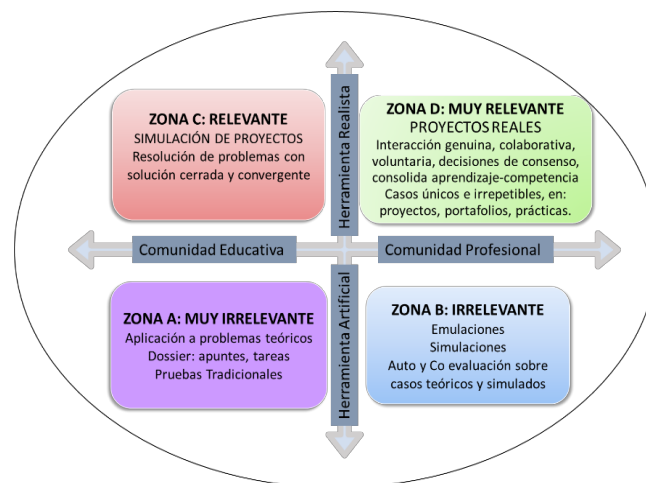 ZONA C: RELEVANTE
SIMULACIÓN DE PROYECTOS
Resolución de problemas con
solución cerrada y convergente
Herramienta Realista
ZONA D: MUY RELEVANTE
PROYECTOS REALES
Interacción genuina, colaborativa,
voluntaria, decisiones de consenso,
consolida aprendizaje-competencia
Casos únicos e irrepetibles, en:
proyectos, portafolios, prácticas.
Comunidad Educativa
Comunidad Profesional
ZONA A: MUY IRRELEVANTE
Aplicación a problemas teóricos
Dossier: apuntes, tareas
Pruebas Tradicionales
Herramienta Artificial
ZONA B: IRRELEVANTE
Emulaciones
Simulaciones
Auto y Co evaluación sobre
casos teóricos y simulados